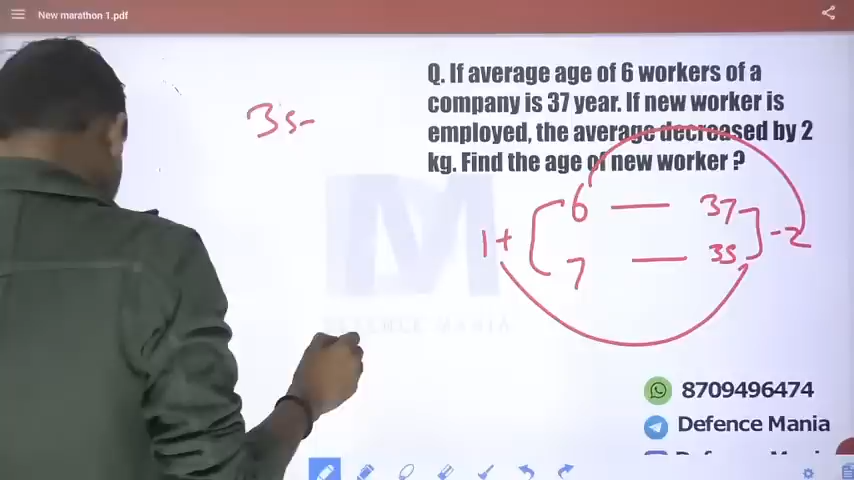 New marathon 1.pdf
Q. If average age of 6 workers of a
company is 37 year. If new worker is
employed, the average decreased by 2
kg. Find the age of new worker ?
35-
6 — 37
1+
-2
7 — 35
DEFENCE MANIA
8709496474
Defence Mania